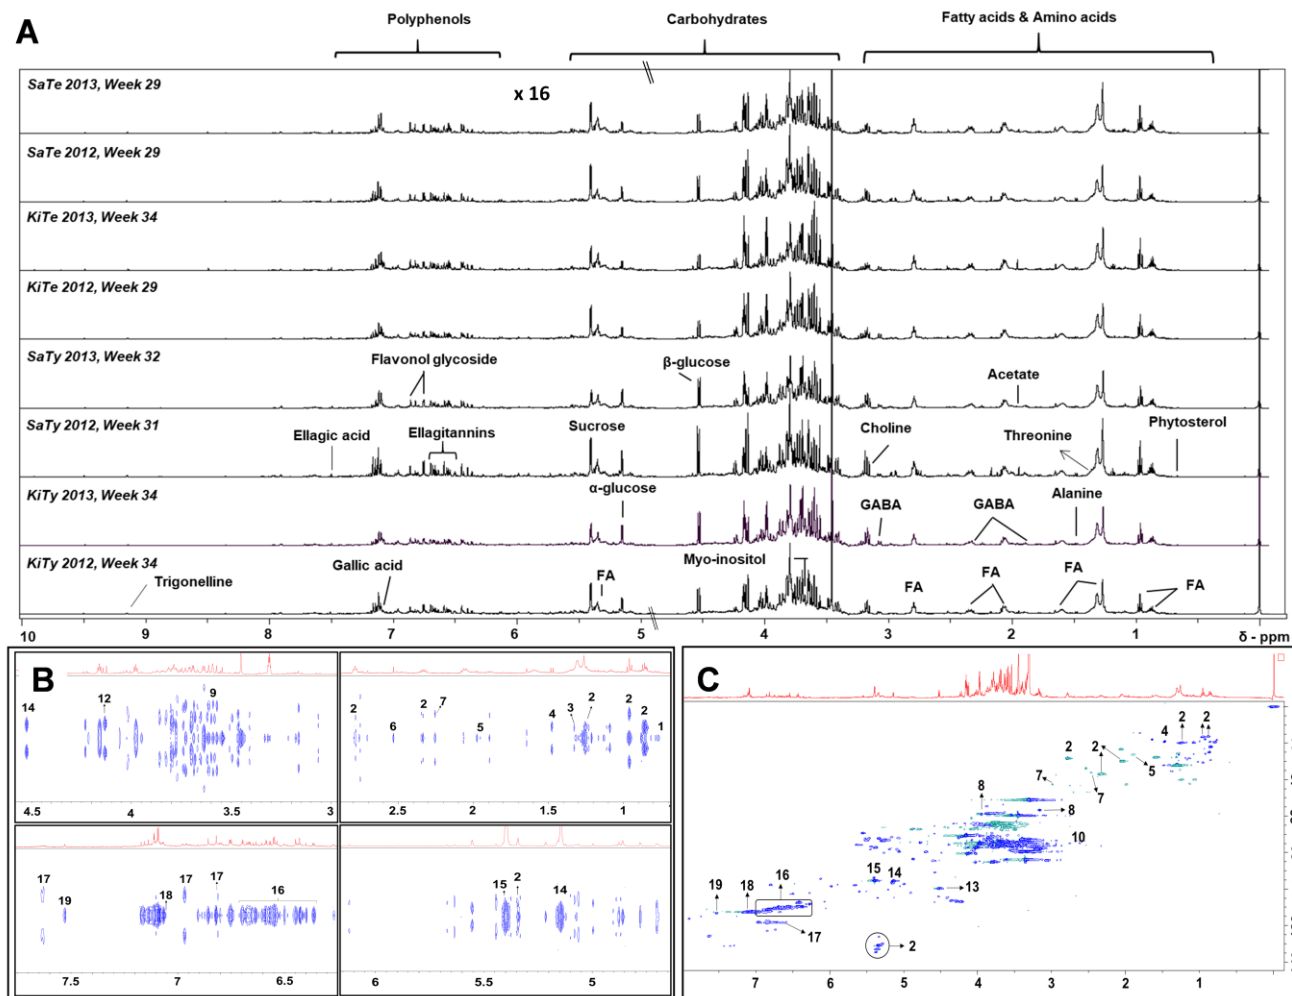 A
Polyphenols
Carbohydrates
Fatty acids & Amino acids
x 16
SaTe 2013, Week 29
SaTe 2012, Week 29
KiTe 2013, Week 34
KiTe 2012, Week 29
SaTy 2013, Week 32
Flavonol glycoside
β-glucose
Acetate
SaTy 2012, Week 31
Ellagic acid
Ellagitannins
Sucrose
Choline
Threonine
Phytosterol
KiTy 2013, Week 34
α-glucose
GABA
GABA
Alanine
KiTy 2012, Week 34
Trigonelline
Gallic acid
FA
Myo-inositol
FA
FA
FA
FA
10 9 8 7 6 5 4 3 2 1 δ - ppm
B
14 12 9
4.5 4 3.5 3
2 6 2 7 5 4 3 2 2 2 1
2.5 2 1.5 1
17 19 18 17 17 16
7.5 7 6.5
15 2 14
6 5.5 5
C
2 2
4
2 2
5
7 7
8 8
10
15 14 13
19 18 16
17
2
7 6 5 4 3 2 1